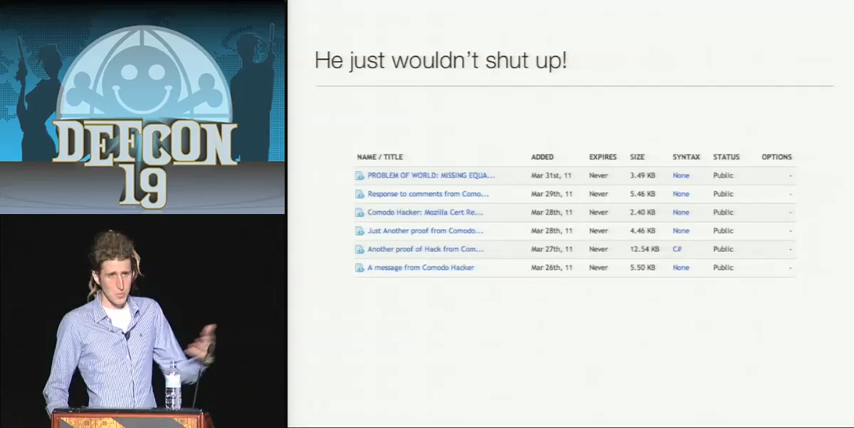 DEFCON
19
He just wouldn't shut up!
NAME / TITLE ADDED EXPIRES SIZE SYNTAX STATUS OPTIONS
PROBLEM OF WORLD: MISSING EQUA... Mar 31st, 11 Never 3.49 KB None Public -
Response to comments from Como... Mar 29th, 11 Never 5.46 KB None Public -
Comodo Hacker: Mozilla Cert Re... Mar 28th, 11 Never 2.40 KB None Public -
Just Another proof from Comodo... Mar 28th, 11 Never 4.46 KB None Public -
Another proof of Hack from Com... Mar 27th, 11 Never 12.54 KB C# Public -
A message from Comodo Hacker Mar 26th, 11 Never 5.50 KB None Public -